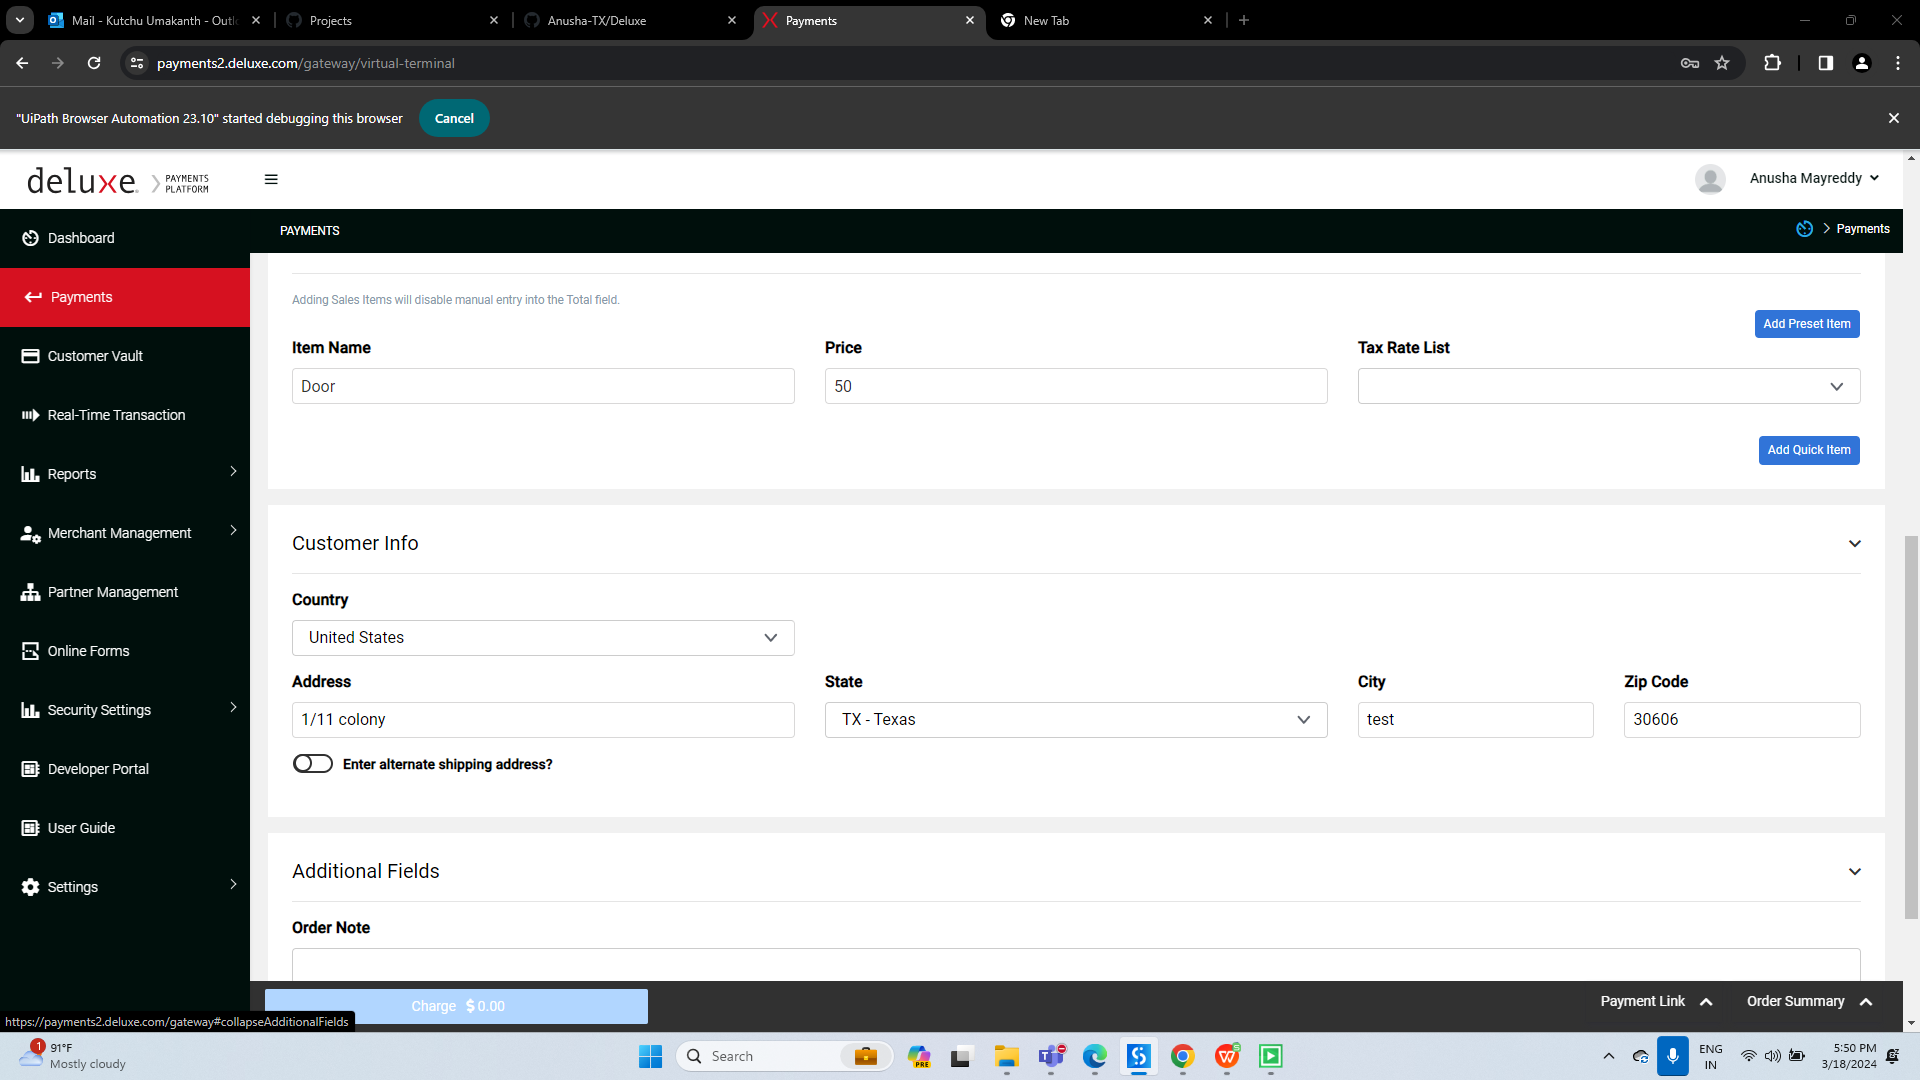 Mail - Kutchu Umakanth - Outl
Projects
Anusha-TX/Deluxe
Payments
New Tab
payments2.deluxe.com/gateway/virtual-terminal
"UiPath Browser Automation 23.10" started debugging this browser
Cancel
deluxe.
PAYMENTS
PLATFORM
Anusha Mayreddy
Dashboard
PAYMENTS
Payments
Payments
Adding Sales Items will disable manual entry into the Total field.
Add Preset Item
Item Name
Price
Tax Rate List
Customer Vault
Door
50
Real-Time Transaction
Add Quick Item
Reports
Merchant Management
Customer Info
Partner Management
Country
United States
Online Forms
Address
State
City
Zip Code
Security Settings
1/11 colony
TX - Texas
test
30606
Enter alternate shipping address?
Developer Portal
User Guide
Additional Fields
Settings
Order Note
Charge $ 0.00
Payment Link
Order Summary
https://payments2.deluxe.com/gateway#collapseAdditionalFields
1
91°F
Mostly cloudy
Search
PRE
ENG
IN
5:50 PM
3/18/2024